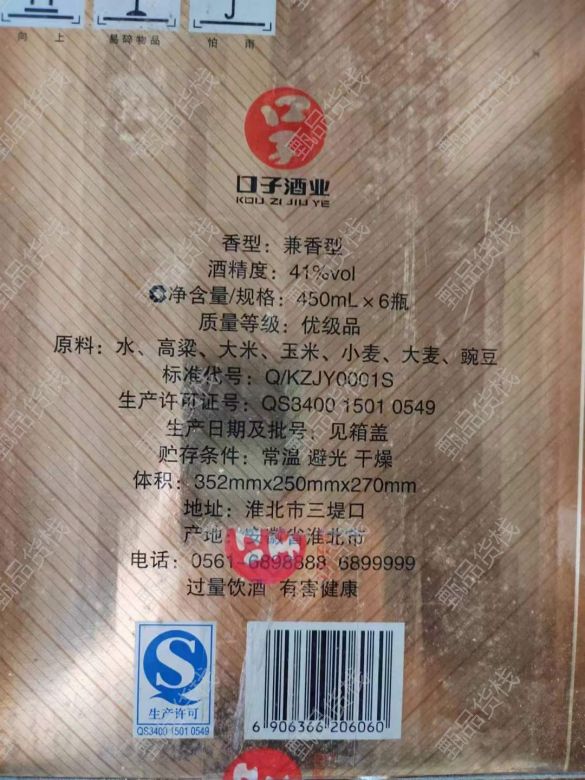 向 上 易碎物品 怕 雨
口子
口子酒业
KOU ZI JIU YE
香型：兼香型
酒精度：41%vol
净含量/规格：450mL×6瓶
质量等级：优级品
原料：水、高粱、大米、玉米、小麦、大麦、豌豆
标准代号：Q/KZJY0001S
生产许可证号：QS3400 1501 0549
生产日期及批号：见箱盖
贮存条件：常温 避光 干燥
体积：352mmx250mmx270mm
地址：淮北市三堤口
产地：安徽省淮北市
电话：0561-6898888 6899999
过量饮酒 有害健康
生产许可
QS3400 1501 0549
6 906366 206060
甄品货栈